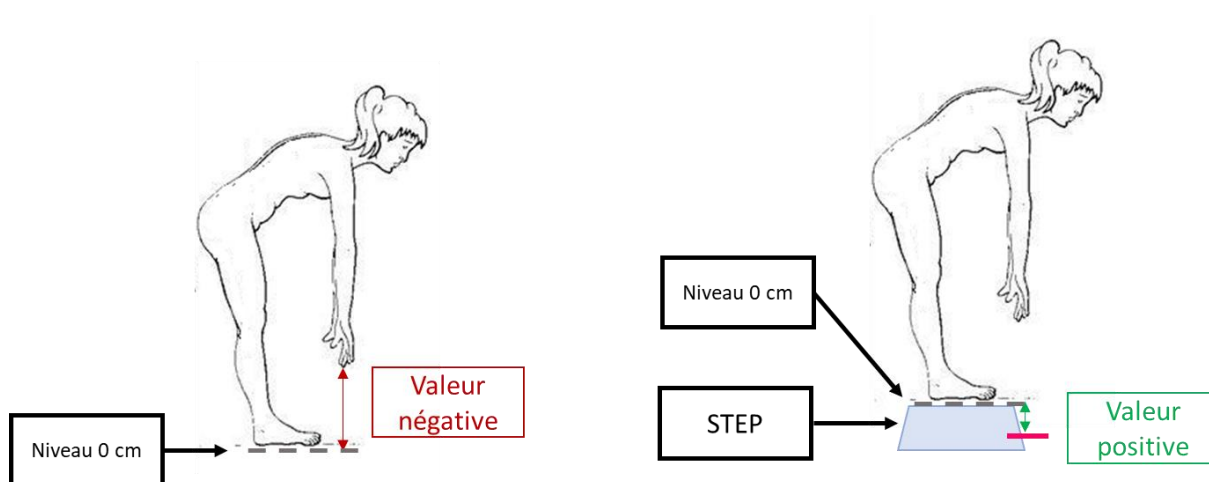 Niveau 0 cm
Valeur
négative
Niveau 0 cm
STEP
Valeur
positive